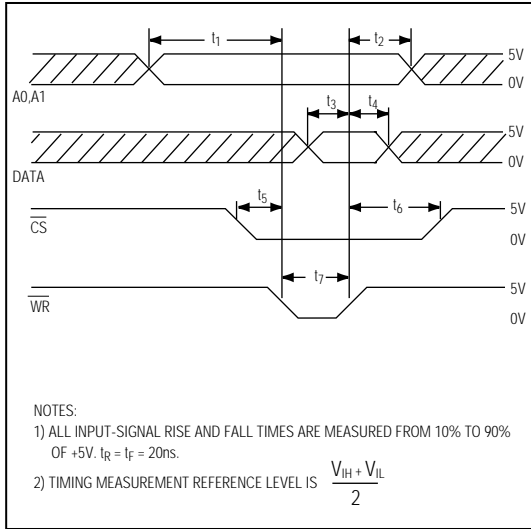 t1 t2 5V
0V
A0,A1
t3 t4 5V
0V
DATA
t5 t6 5V
CS 0V
t7 5V
WR 0V
NOTES:
1) ALL INPUT-SIGNAL RISE AND FALL TIMES ARE MEASURED FROM 10% TO 90%
OF +5V. tR = tF = 20ns.
2) TIMING MEASUREMENT REFERENCE LEVEL IS VIH + VIL
2